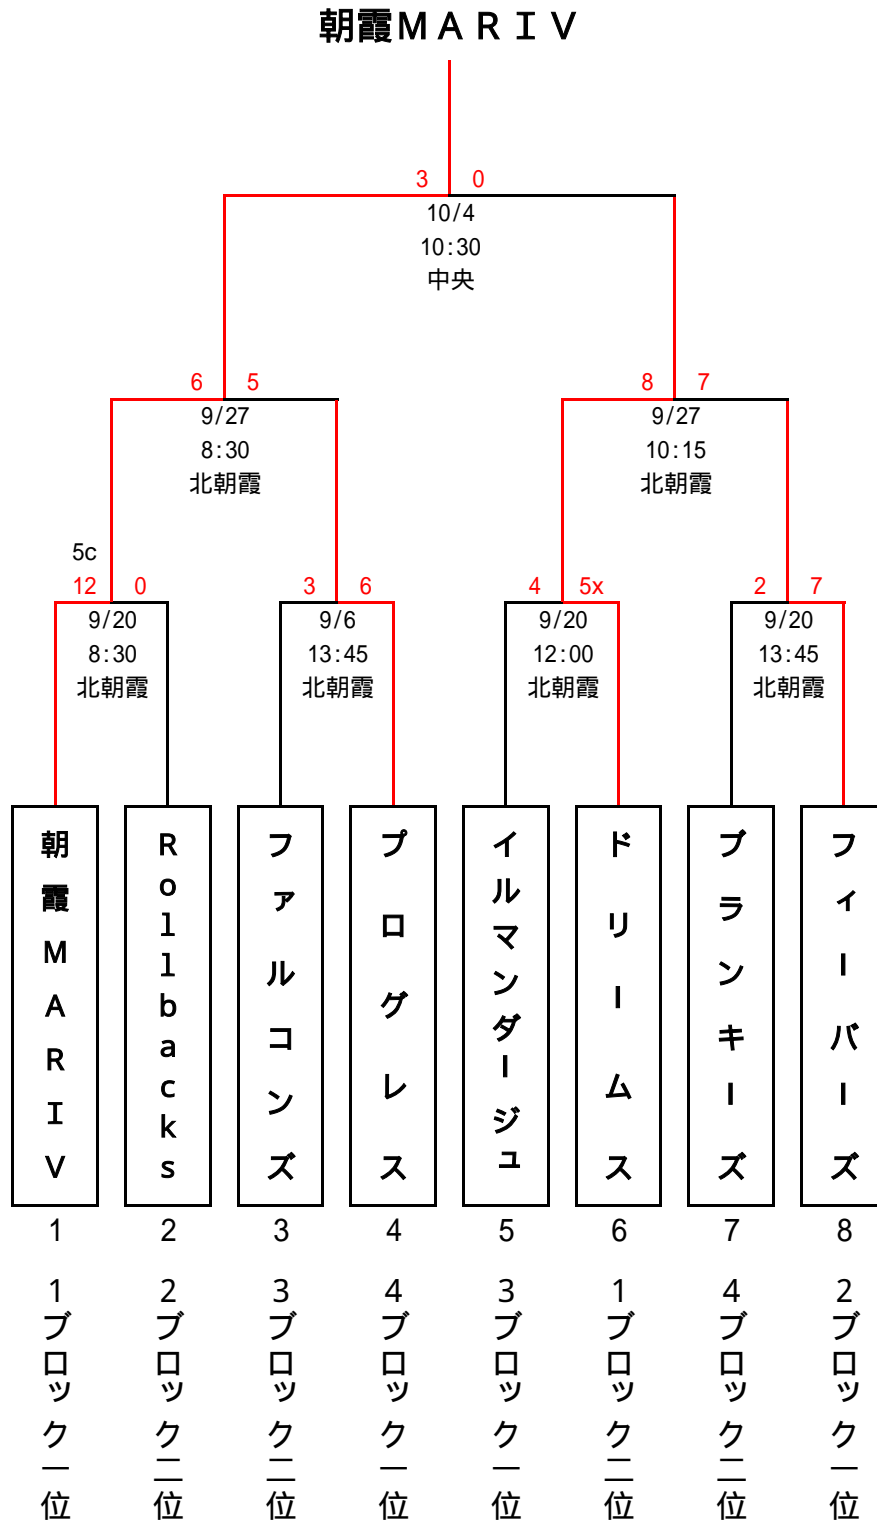 朝霞ＭＡＲＩＶ
3 0
10/4
10:30
中央
6 5
9/27
8:30
北朝霞
8 7
9/27
10:15
北朝霞
5c
12 0
9/20
8:30
北朝霞
3 6
9/6
13:45
北朝霞
4 5x
9/20
12:00
北朝霞
2 7
9/20
13:45
北朝霞
朝霞ＭＡＲＩＶ
Rollbacks
ファルコンズ
プログレス
イルマンダージュ
ドリームス
ブランキーズ
フィーバーズ
1 2 3 4 5 6 7 8
1ブロック一位
2ブロック二位
3ブロック二位
4ブロック一位
3ブロック一位
1ブロック二位
4ブロック二位
2ブロック一位